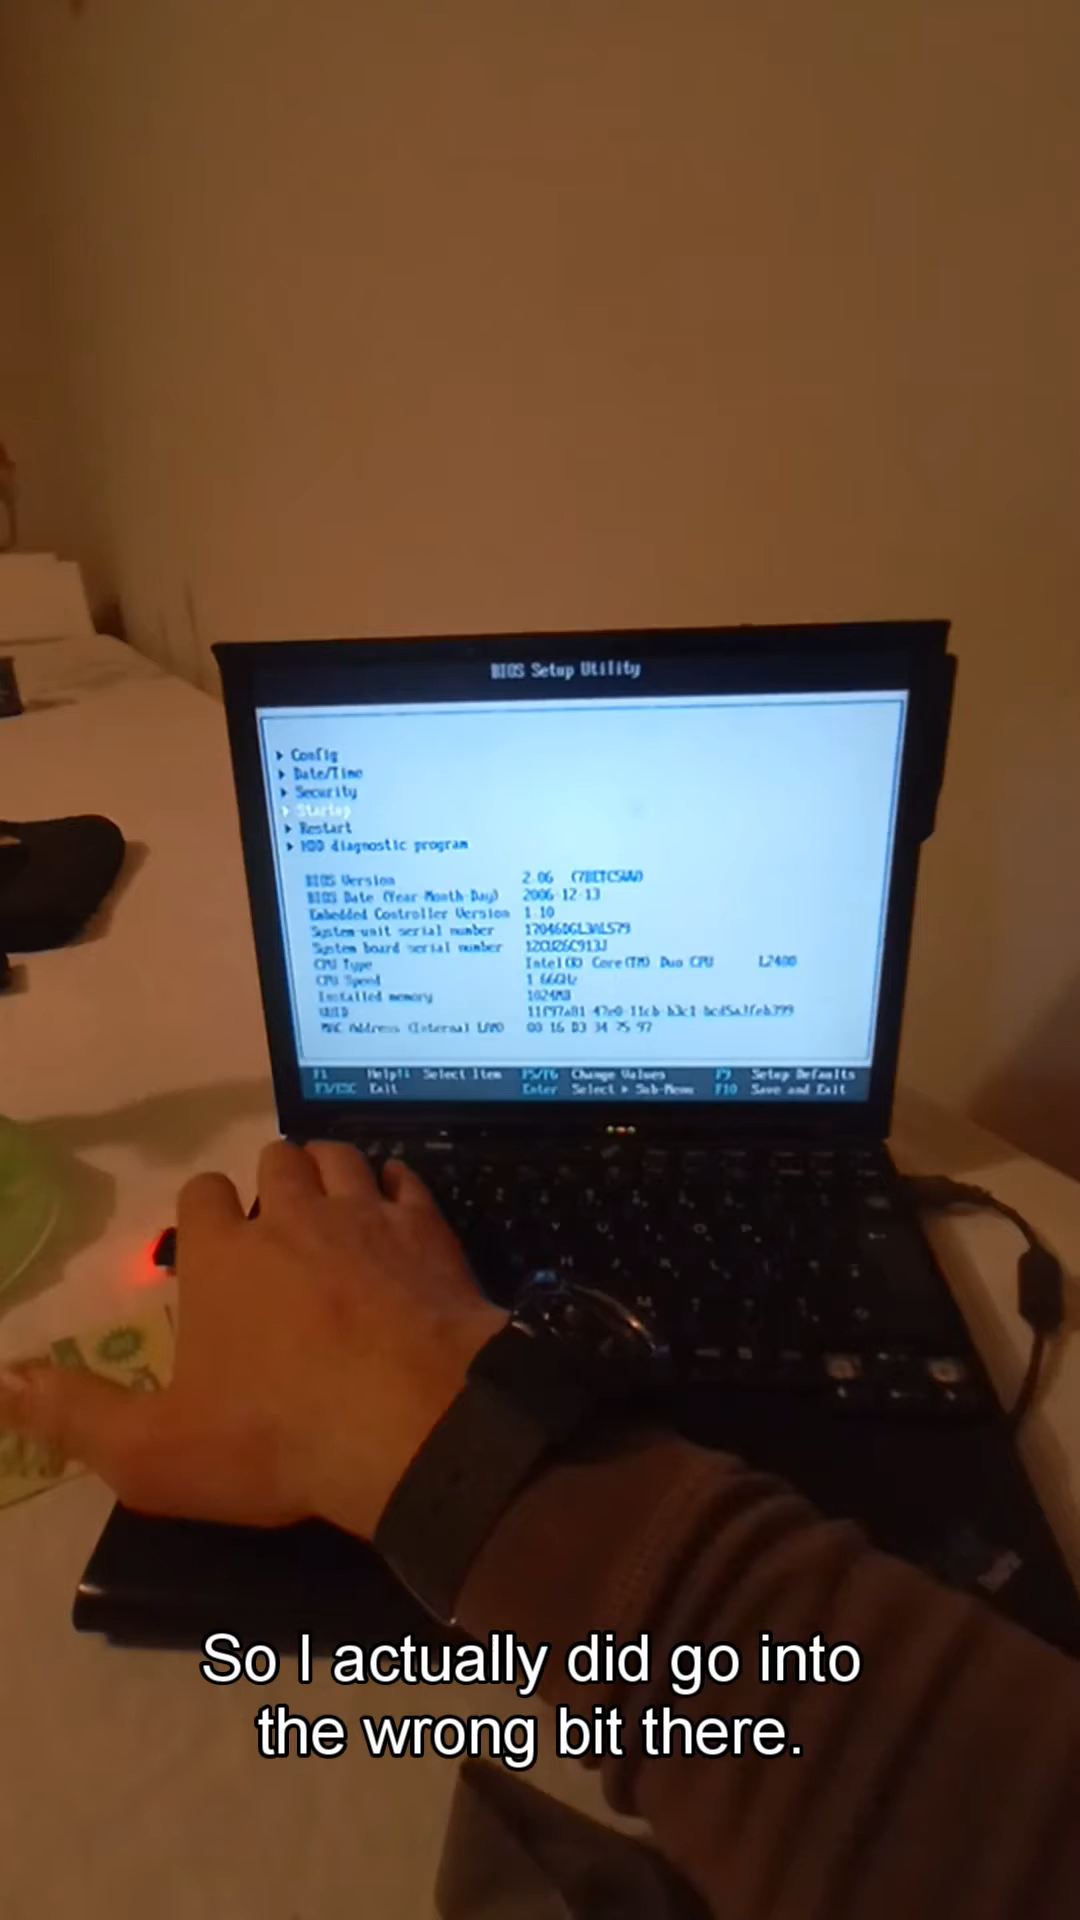 BIOS Setup Utility
Config
Date/Time
Security
Startup
Restart
HDD diagnostic program
BIOS Version 2.06
BIOS Date (Year-Month-Day) 2006-12-13
Embedded Controller Version 1.10
System-unit serial number
System board serial number
CPU Type Intel(R) Core(TM) Duo CPU L2400
CPU Speed 1.66GHz
Installed memory 1024MB
UUID
MAC Address (Internal LAN) 00 16 D3 34 75 97
F1 Help ↑↓ Select Item F5/F6 Change Values F9 Setup Defaults
F3/ESC Exit Enter Select ▸ Sub-Menu F10 Save and Exit
So I actually did go into
the wrong bit there.